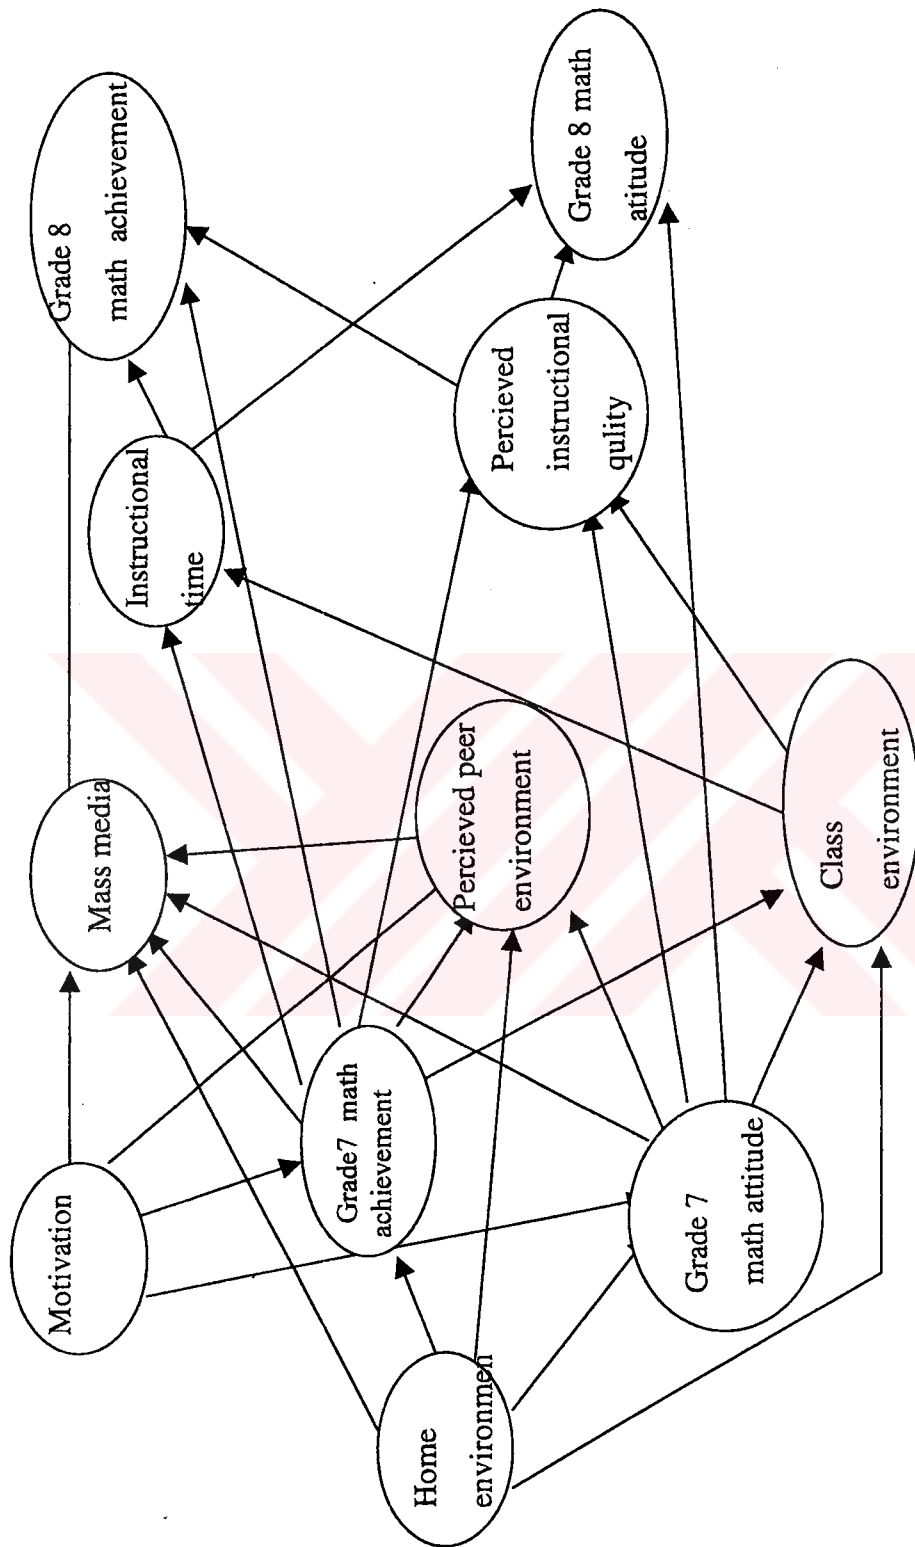 Motivation
Mass media
Grade 8
math achievement
Instructional
time
Home
environmen
Grade7 math
achievement
Percieved peer
environment
Percieved
instructional
qulity
Grade 7
math attitude
Class
environment
Grade 8 math
atitude